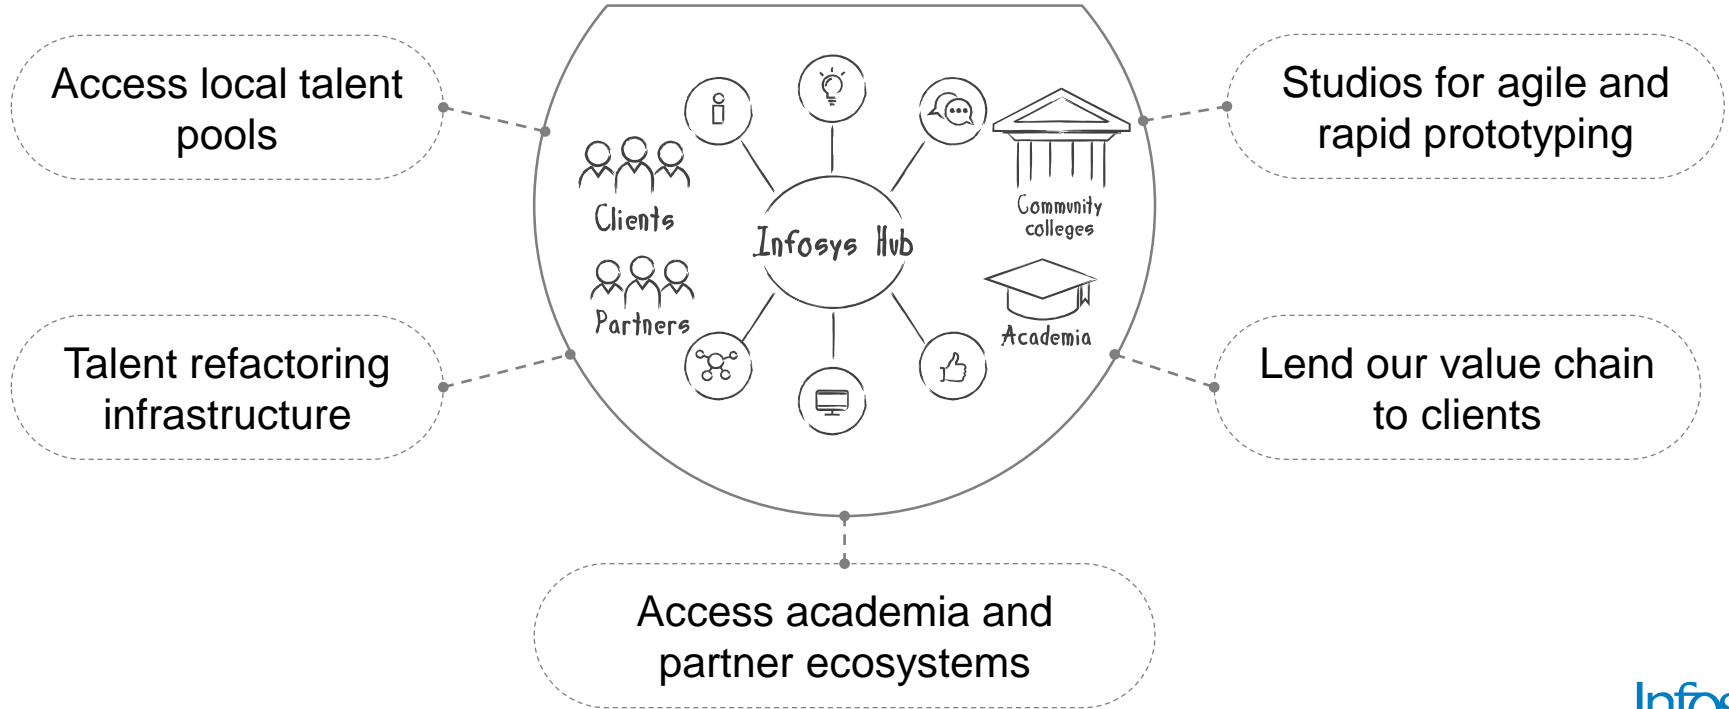 Access local talent
pools
Studios for agile and
rapid prototyping
Clients
Infosys Hub
Community
colleges
Partners
Academia
Talent refactoring
infrastructure
Lend our value chain
to clients
Access academia and
partner ecosystems